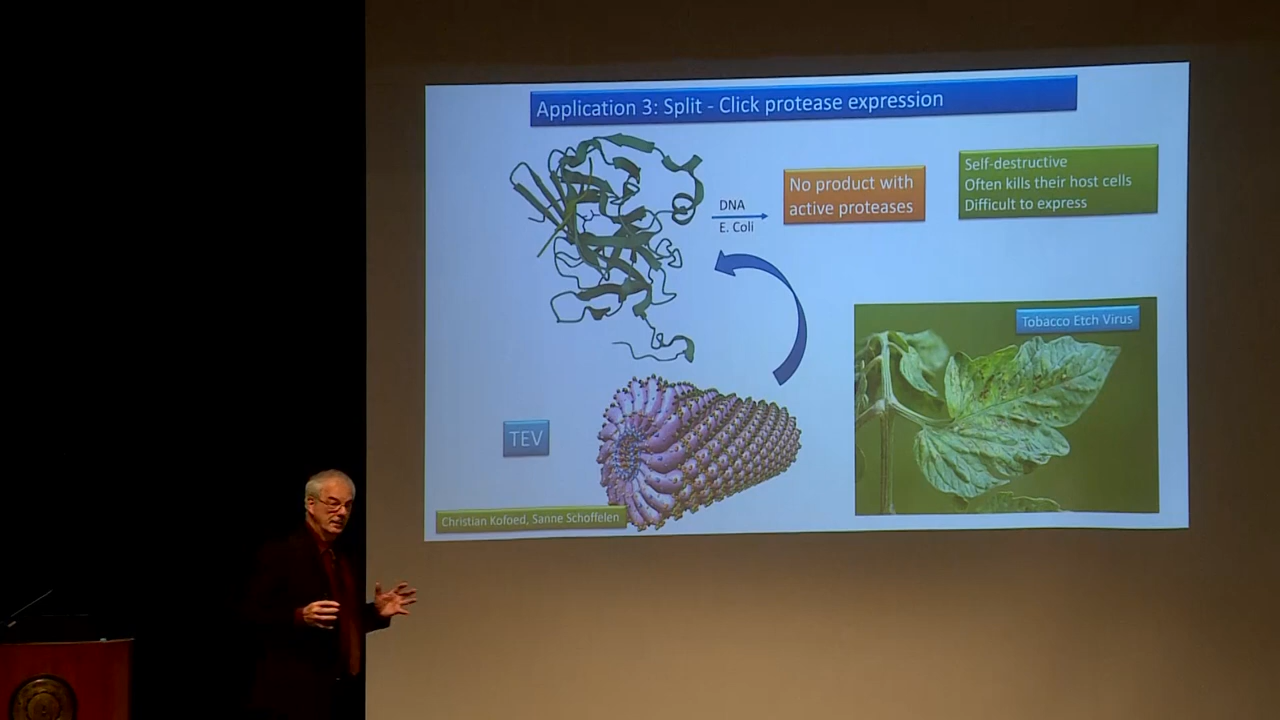 Application 3: Split - Click protease expression
DNA
E. Coli
No product with
active proteases
Self-destructive
Often kills their host cells
Difficult to express
Tobacco Etch Virus
TEV
Christian Kofoed, Sanne Schoffelen